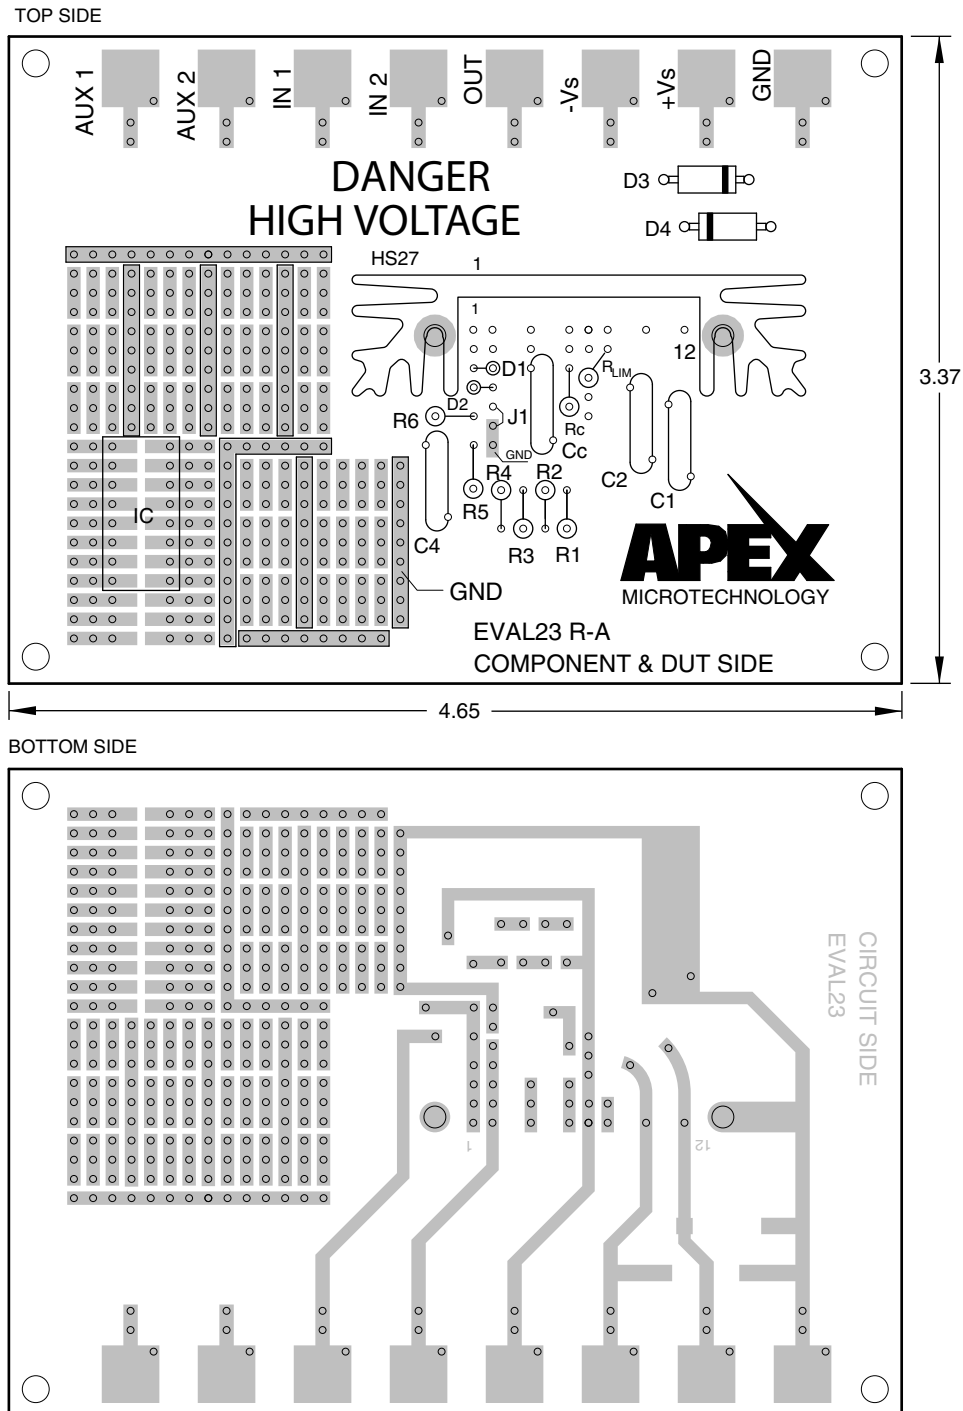 TOP SIDE
AUX 1
AUX 2
IN 1
IN 2
OUT
-Vs
+Vs
GND
DANGER
HIGH VOLTAGE
D3
D4
HS27
1
1
12
3.37
D1
RLIM
D2
J1
R6
Rc
GND
Cc
R4
R2
C2
C1
R5
IC
C4
R3
R1
APEX
MICROTECHNOLOGY
GND
EVAL23 R-A
COMPONENT & DUT SIDE
4.65
BOTTOM SIDE
CIRCUIT SIDE
EVAL23
1
12